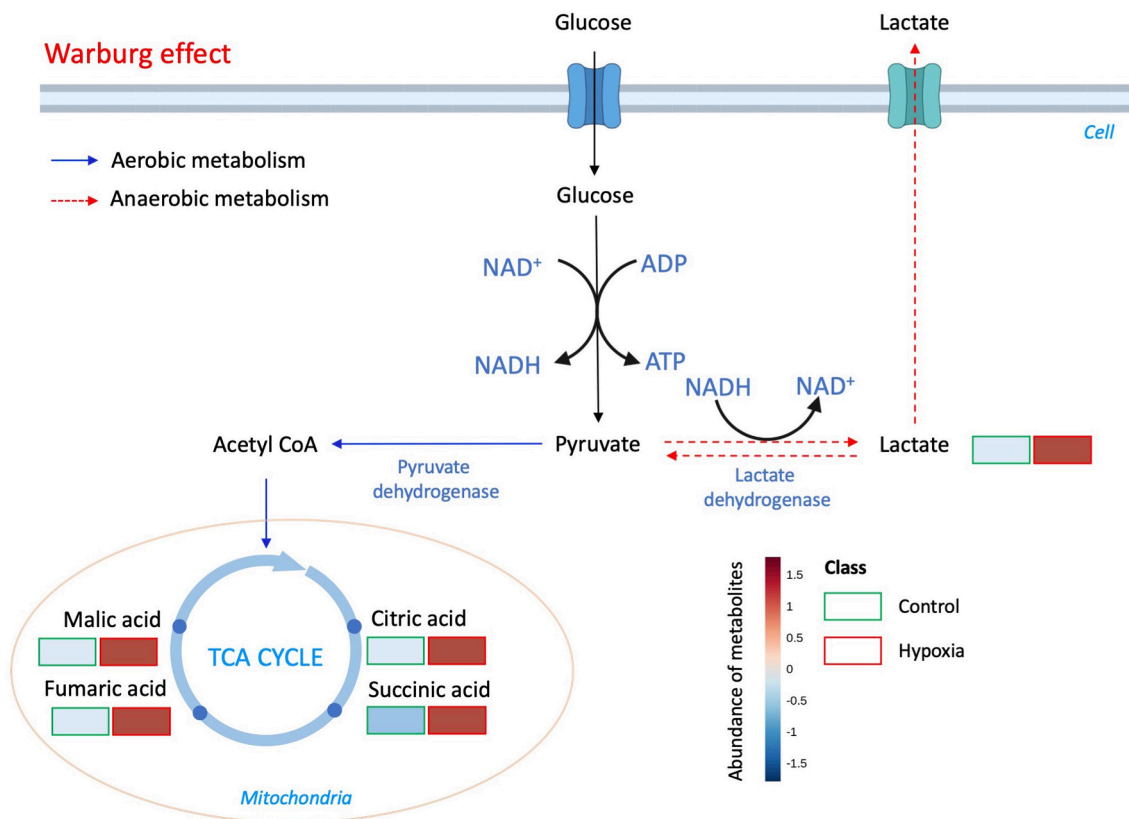 Glucose
Lactate
Warburg effect
Cell
Aerobic metabolism
Anaerobic metabolism
Glucose
NAD+
ADP
NADH
ATP
NADH
NAD+
Acetyl CoA
Pyruvate
Lactate
Pyruvate
dehydrogenase
Lactate
dehydrogenase
Abundance of metabolites
1.5
1
0.5
0
-0.5
-1
-1.5
Class
Control
Hypoxia
Malic acid
Citric acid
TCA CYCLE
Fumaric acid
Succinic acid
Mitochondria